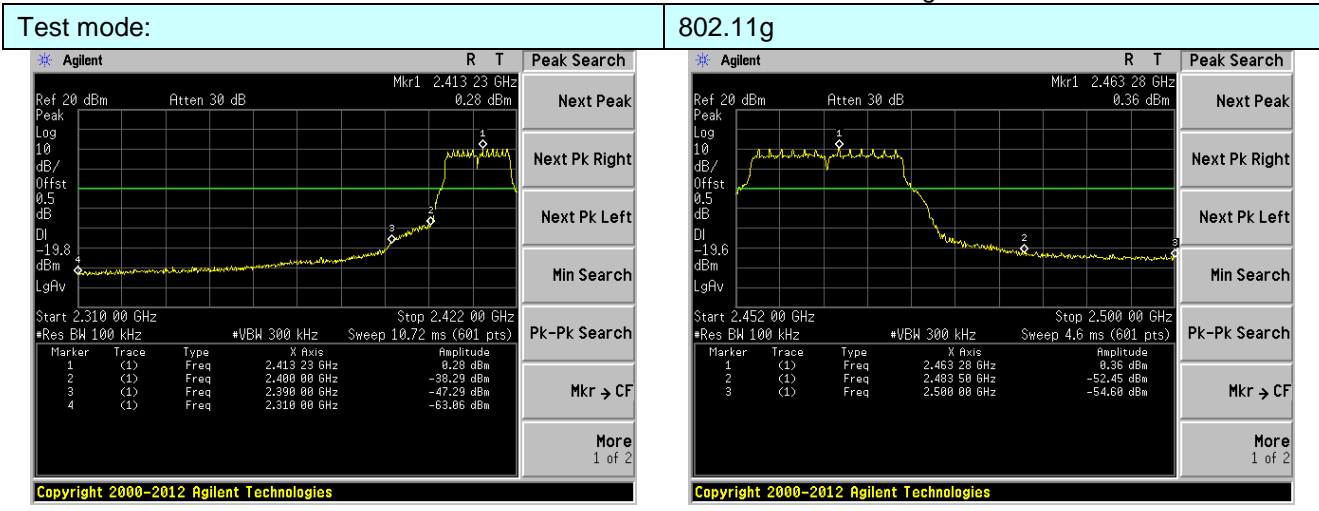 Test mode: 802.11g
Agilent R T Peak Search
Mkr1 2.413 23 GHz
Ref 20 dBm Atten 30 dB 0.28 dBm
Peak
Log
10
dB/
Offst
0.5
dB
DI
-19.8
dBm
LgAv
1
2
3
4
Start 2.310 00 GHz Stop 2.422 00 GHz
#Res BW 100 kHz #VBW 300 kHz Sweep 10.72 ms (601 pts)
Marker Trace Type X Axis Amplitude
1 (1) Freq 2.413 23 GHz 0.28 dBm
2 (1) Freq 2.400 00 GHz -38.29 dBm
3 (1) Freq 2.390 00 GHz -47.29 dBm
4 (1) Freq 2.310 00 GHz -63.06 dBm
Next Peak
Next Pk Right
Next Pk Left
Min Search
Pk-Pk Search
Mkr → CF
More
1 of 2
Copyright 2000-2012 Agilent Technologies
Agilent R T Peak Search
Mkr1 2.463 28 GHz
Ref 20 dBm Atten 30 dB 0.36 dBm
Peak
Log
10
dB/
Offst
0.5
dB
DI
-19.6
dBm
LgAv
1
2
3
Start 2.452 00 GHz Stop 2.500 00 GHz
#Res BW 100 kHz #VBW 300 kHz Sweep 4.6 ms (601 pts)
Marker Trace Type X Axis Amplitude
1 (1) Freq 2.463 28 GHz 0.36 dBm
2 (1) Freq 2.483 50 GHz -52.45 dBm
3 (1) Freq 2.500 00 GHz -54.60 dBm
Next Peak
Next Pk Right
Next Pk Left
Min Search
Pk-Pk Search
Mkr → CF
More
1 of 2
Copyright 2000-2012 Agilent Technologies